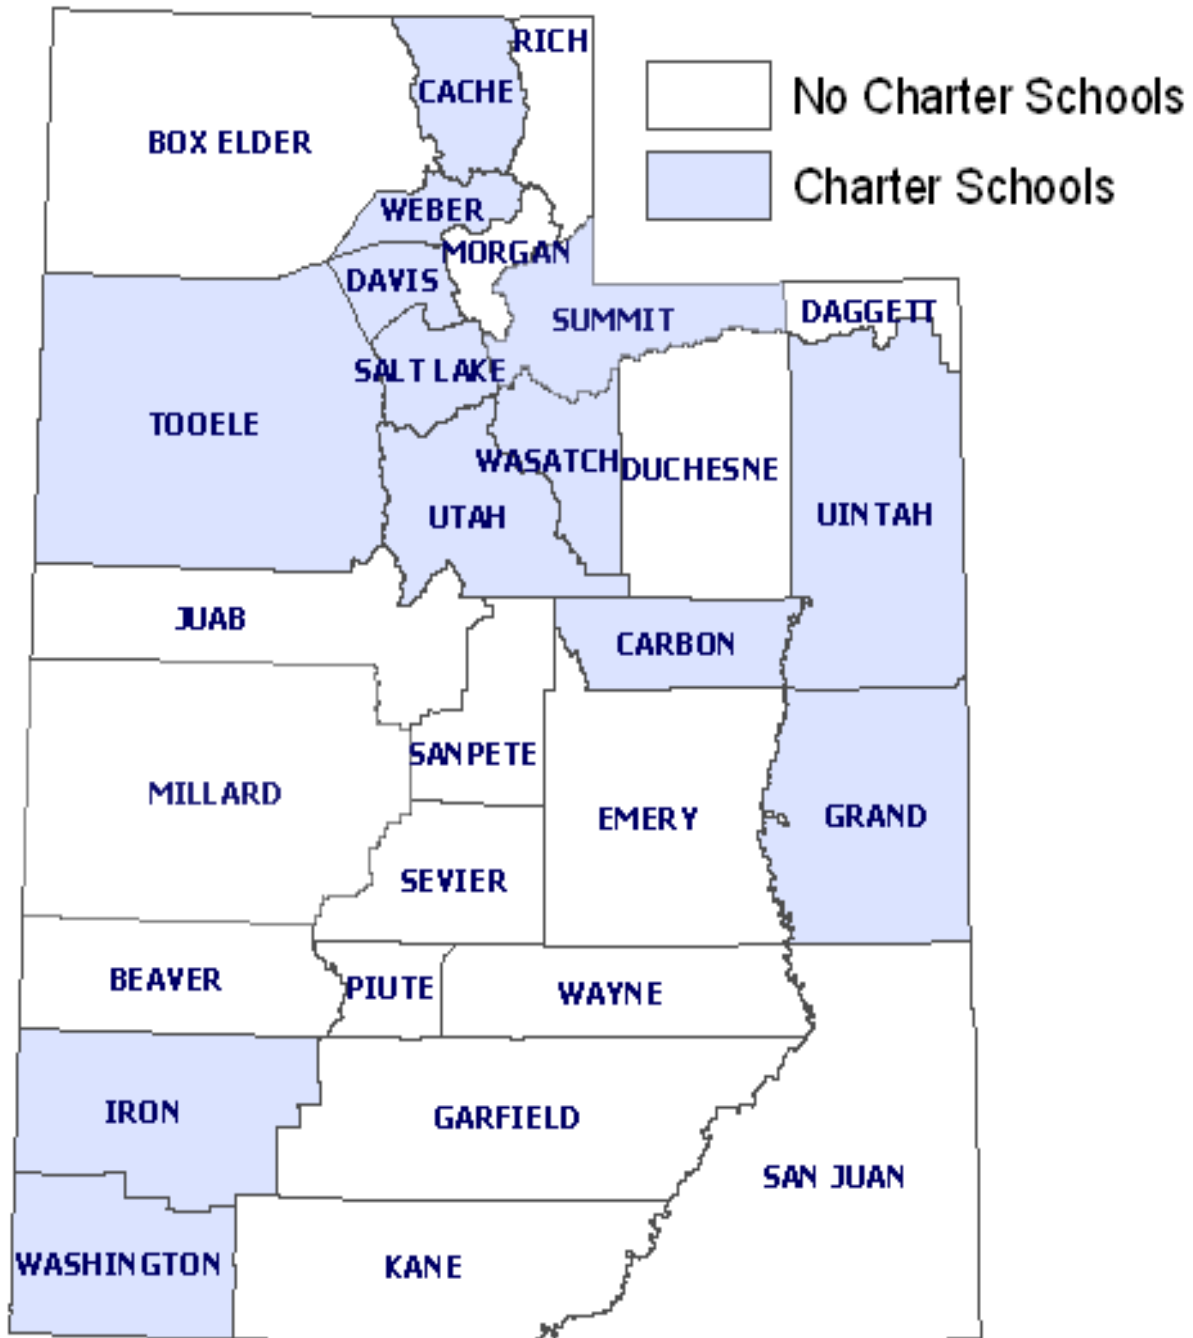 RICH
CACHE
No Charter Schools
BOX ELDER
Charter Schools
WEBER
MORGAN
DAVIS
DAGGETT
SUMMIT
SALT LAKE
TOOELE
WASATCH
DUCHESNE
UTAH
UINTAH
JUAB
CARBON
SANPETE
MILLARD
EMERY
GRAND
SEVIER
BEAVER
PIUTE
WAYNE
IRON
GARFIELD
SAN JUAN
WASHINGTON
KANE